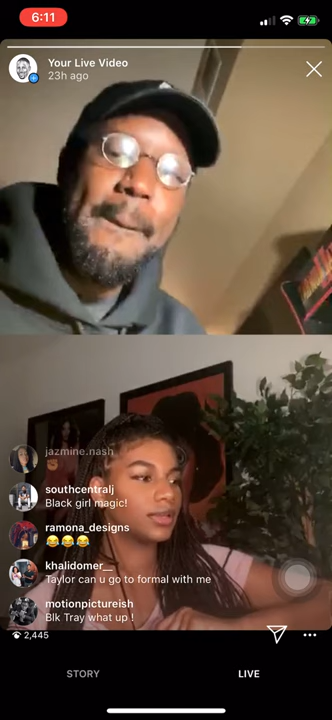 6:11
Your Live Video
23h ago
jazmine.nash
southcentralj
Black girl magic!
ramona_designs
😂😂😂
khalidomer__
Taylor can u go to formal with me
motionpictureish
Blk Tray what up !
2,445
STORY
LIVE